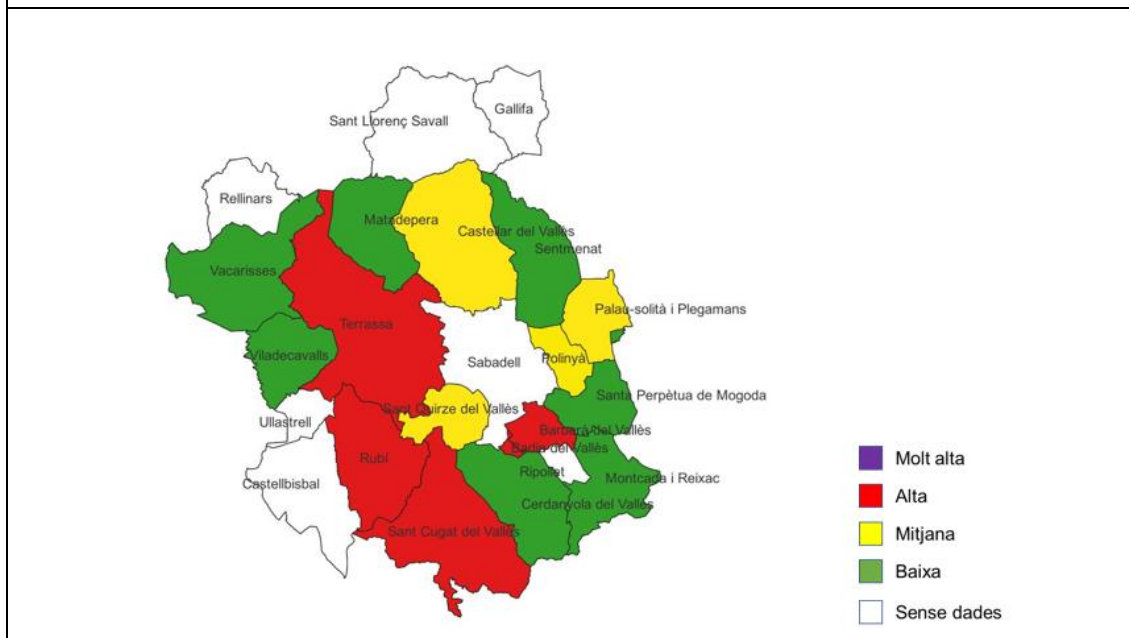 Gallifa
Sant Llorenç Savall
Rellinars
Matadepera
Castellar del Vallès
Sentmenat
Vacarisses
Palau-solità i Plegamans
Terrassa
Viladecavalls
Sabadell
Polinyà
Santa Perpètua de Mogoda
Sant Quirze del Vallès
Ullastrell
Barberà del Vallès
Badia del Vallès
Rubí
Ripollet
Castellbisbal
Montcada i Reixac
Cerdanyola del Vallès
Sant Cugat del Vallès
Molt alta
Alta
Mitjana
Baixa
Sense dades